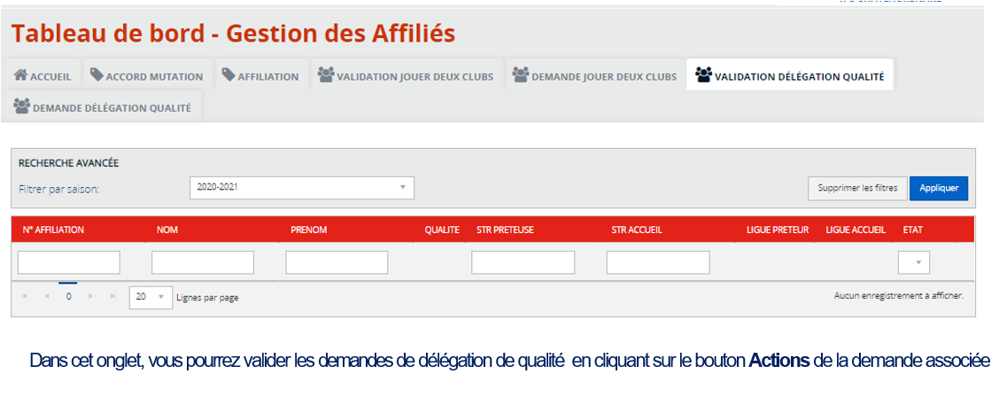 Tableau de bord - Gestion des Affiliés
ACCUEIL ACCORD MUTATION AFFILIATION VALIDATION JOUER DEUX CLUBS DEMANDE JOUER DEUX CLUBS VALIDATION DÉLÉGATION QUALITÉ
DEMANDE DÉLÉGATION QUALITÉ
RECHERCHE AVANCÉE
Filtrer par saison: 2020-2021 Supprimer les filtres Appliquer
N° AFFILIATION NOM PRENOM QUALITE STR PRETEUSE STR ACCUEIL LIGUE PRETEUR LIGUE ACCUEIL ETAT
0 20 Lignes par page Aucun enregistrement à afficher.
Dans cet onglet, vous pourrez valider les demandes de délégation de qualité en cliquant sur le bouton Actions de la demande associée